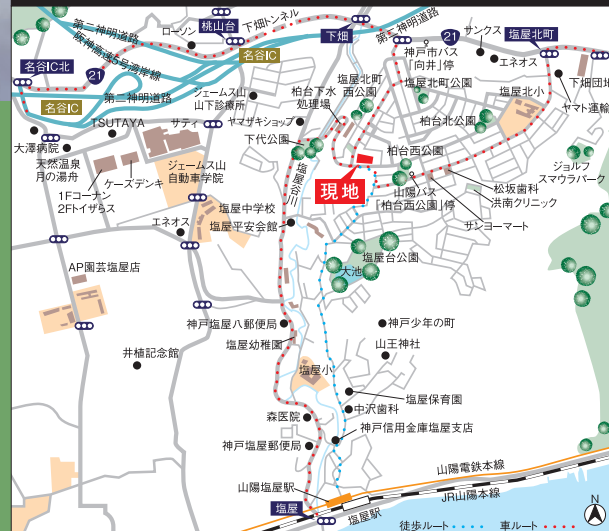 第二神明道路
阪神高速5号湾岸線
ローソン
桃山台
下畑トンネル
下畑
第二神明道路
神戸市バス
「向井」停
サンクス
21
エネオス
塩屋北町
名谷IC北
21
名谷IC
名谷IC
第二神明道路
ジェームス山
山下診療所
柏台下水
処理場
塩屋北町
西公園
塩屋北町公園
塩屋北小
下畑団地
ヤマト運輸
大澤病院
TSUTAYA
サティ
ヤマザキショップ
下代公園
柏台北公園
柏台西公園
天然温泉
月の湯舟
1Fコーナン
2Fトイザらス
ケーズデンキ
ジェームス山
自動車学院
塩屋谷川
現地
山陽バス
「柏台西公園」停
松坂歯科
洪南クリニック
サンヨーマート
ジョルフ
スマウラパーク
エネオス
塩屋中学校
塩屋平安会館
塩屋台公園
大池
AP園芸塩屋店
神戸塩屋八郵便局
神戸少年の町
井植記念館
塩屋幼稚園
山王神社
塩屋小
塩屋保育園
中沢歯科
森医院
神戸信用金庫塩屋支店
神戸塩屋郵便局
山陽塩屋駅
山陽電鉄本線
JR山陽本線
塩屋
塩屋駅
N
徒歩ルート
車ルート